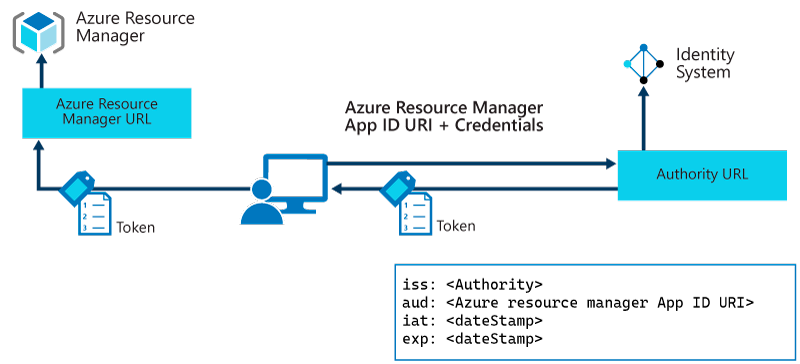 Azure Resource
Manager
Identity
System
Azure Resource
Manager URL
Azure Resource Manager
App ID URI + Credentials
Authority URL
1
2
3
Token
1
2
3
Token
iss: <Authority>
aud: <Azure resource manager App ID URI>
iat: <dateStamp>
exp: <dateStamp>